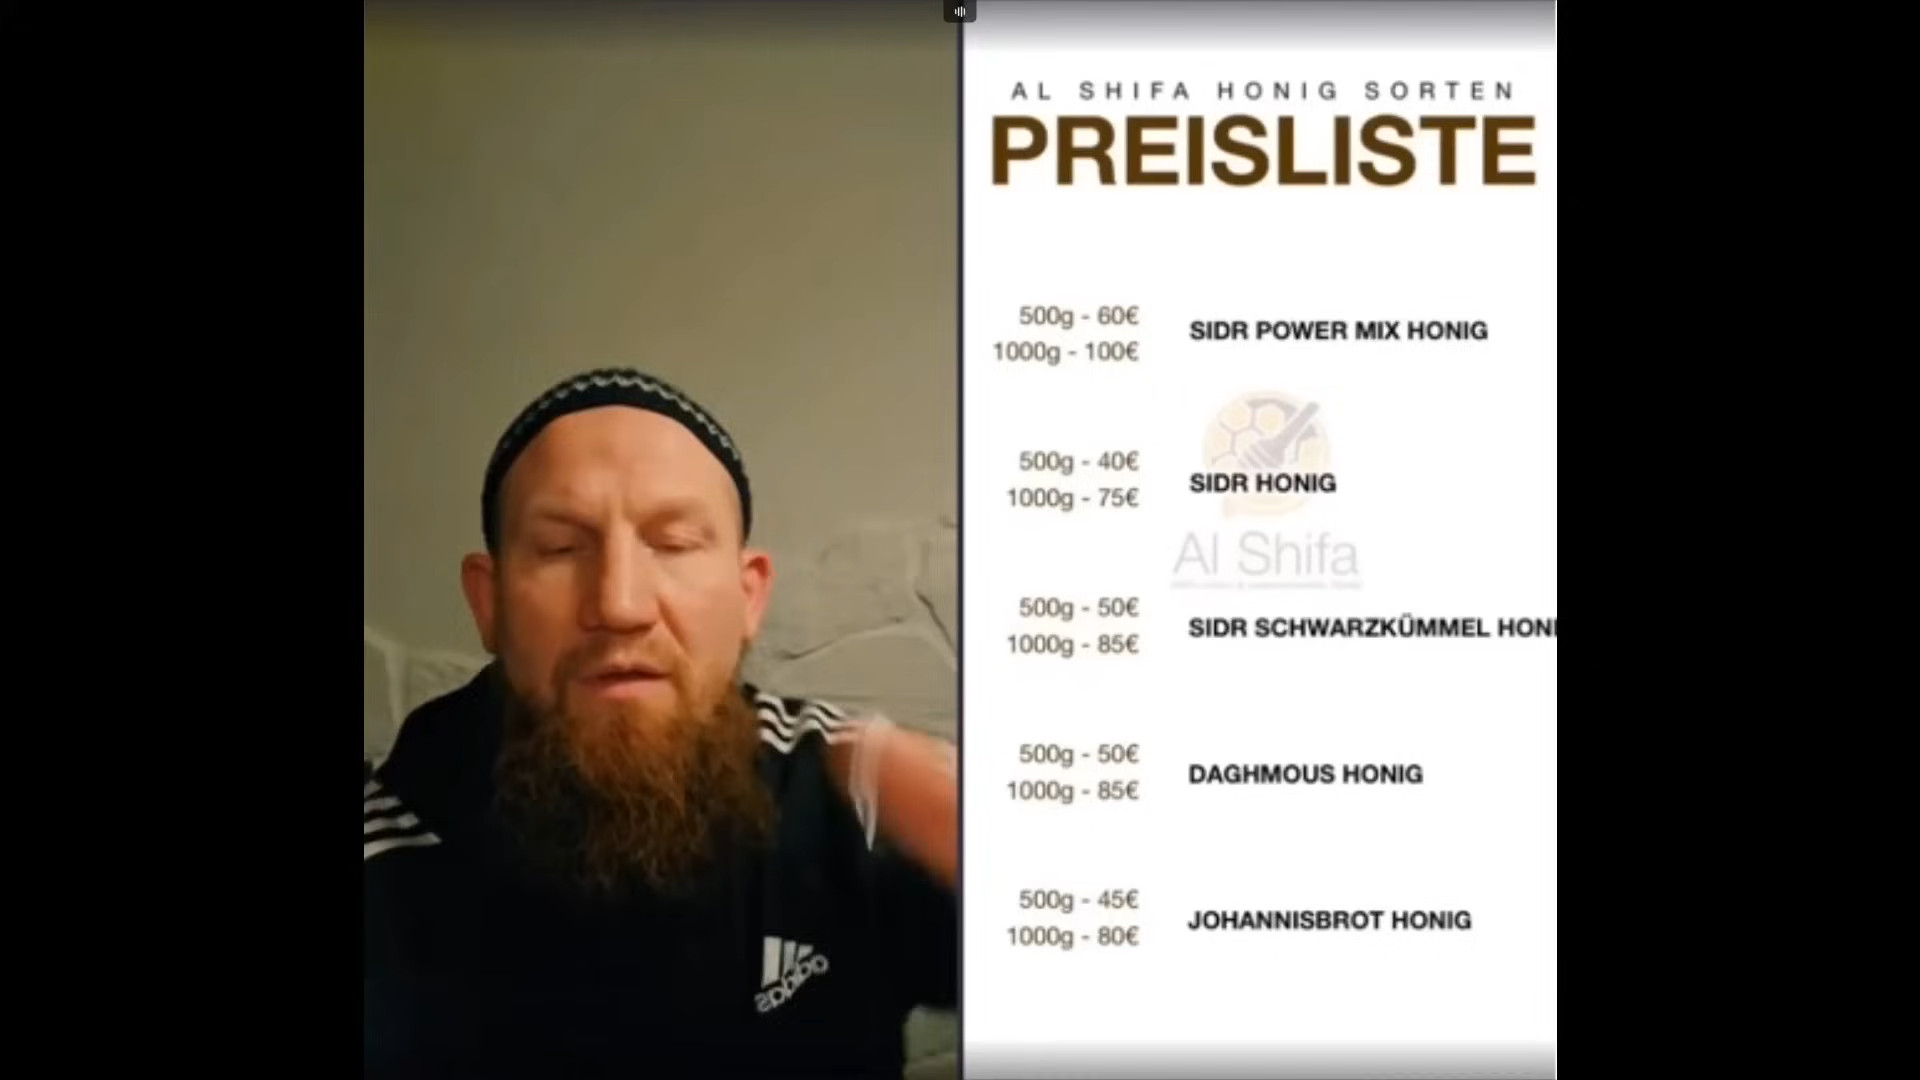 AL SHIFA HONIG SORTEN
PREISLISTE
500g - 60€
1000g - 100€
SIDR POWER MIX HONIG
500g - 40€
1000g - 75€
SIDR HONIG
Al Shifa
500g - 50€
1000g - 85€
SIDR SCHWARZKÜMMEL HONI
500g - 50€
1000g - 85€
DAGHMOUS HONIG
500g - 45€
1000g - 80€
JOHANNISBROT HONIG
adidas